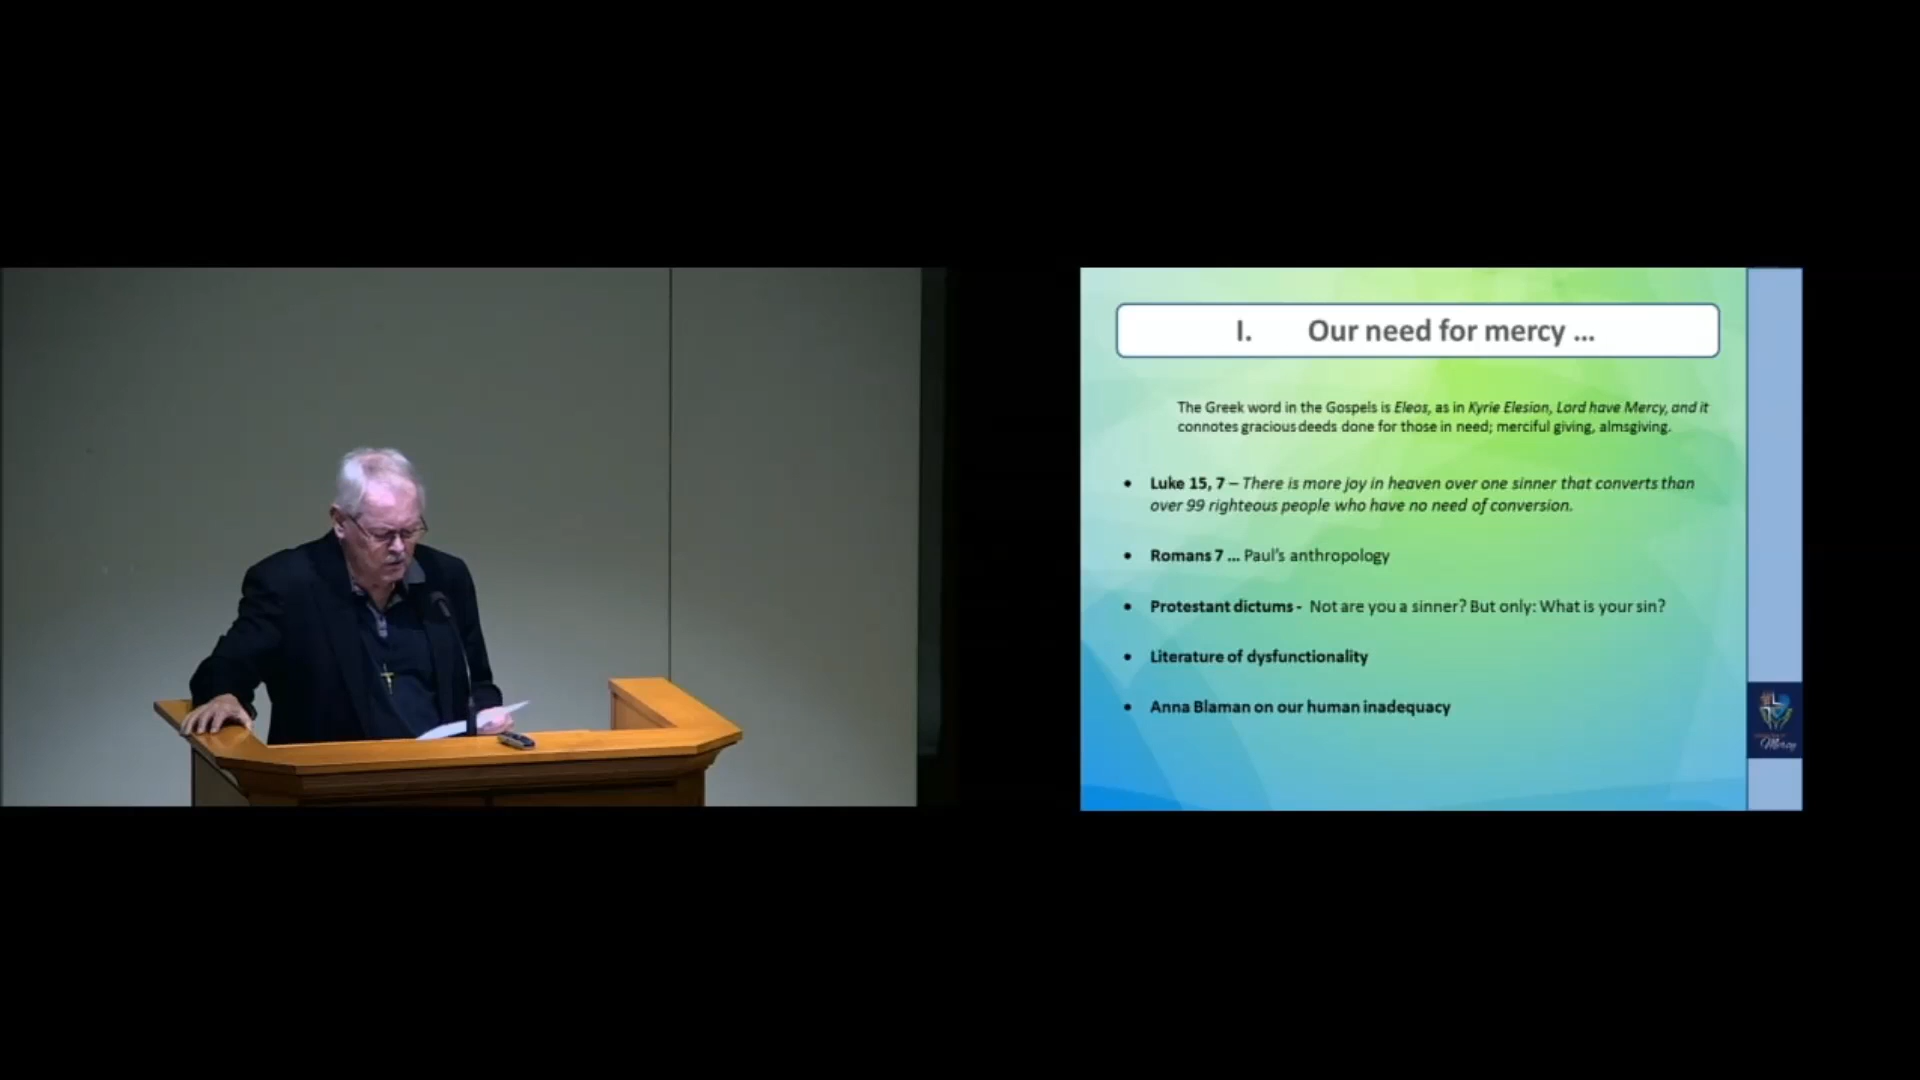 I. Our need for mercy ...
The Greek word in the Gospels is Eleos, as in Kyrie Elesion, Lord have Mercy, and it
connotes gracious deeds done for those in need; merciful giving, almsgiving.
• Luke 15, 7 – There is more joy in heaven over one sinner that converts than
over 99 righteous people who have no need of conversion.
• Romans 7 ... Paul's anthropology
• Protestant dictums - Not are you a sinner? But only: What is your sin?
• Literature of dysfunctionality
• Anna Blaman on our human inadequacy
Mercy